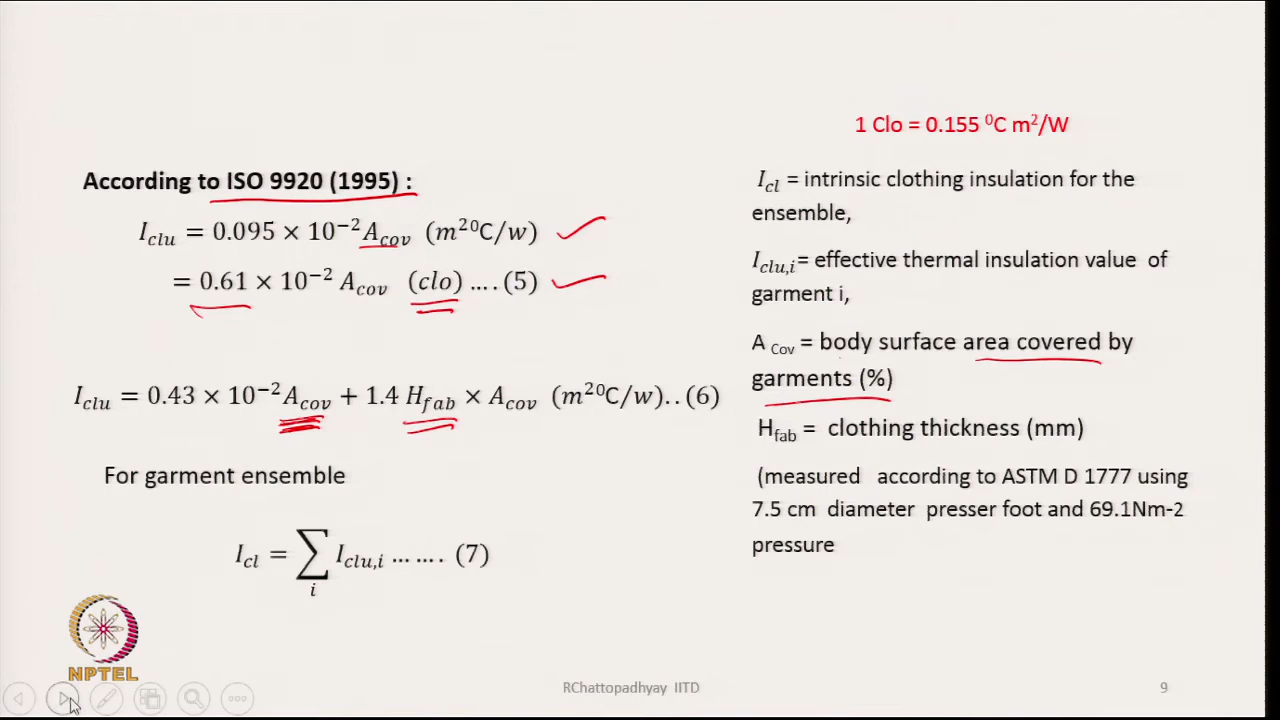 1 Clo = 0.155 ⁰C m²/W
According to ISO 9920 (1995) :
I_clu = 0.095 × 10⁻² A_cov (m²⁰C/w)
= 0.61 × 10⁻² A_cov (clo) .... (5)
I_clu = 0.43 × 10⁻² A_cov + 1.4 H_fab × A_cov (m²⁰C/w). . (6)
For garment ensemble
I_cl = ∑_i I_clu,i ... ... . (7)
I_cl = intrinsic clothing insulation for the
ensemble,
I_clu,i = effective thermal insulation value of
garment i,
A Cov = body surface area covered by
garments (%)
H_fab = clothing thickness (mm)
(measured according to ASTM D 1777 using
7.5 cm diameter presser foot and 69.1Nm-2
pressure
NPTEL
RChattopadhyay IITD
9